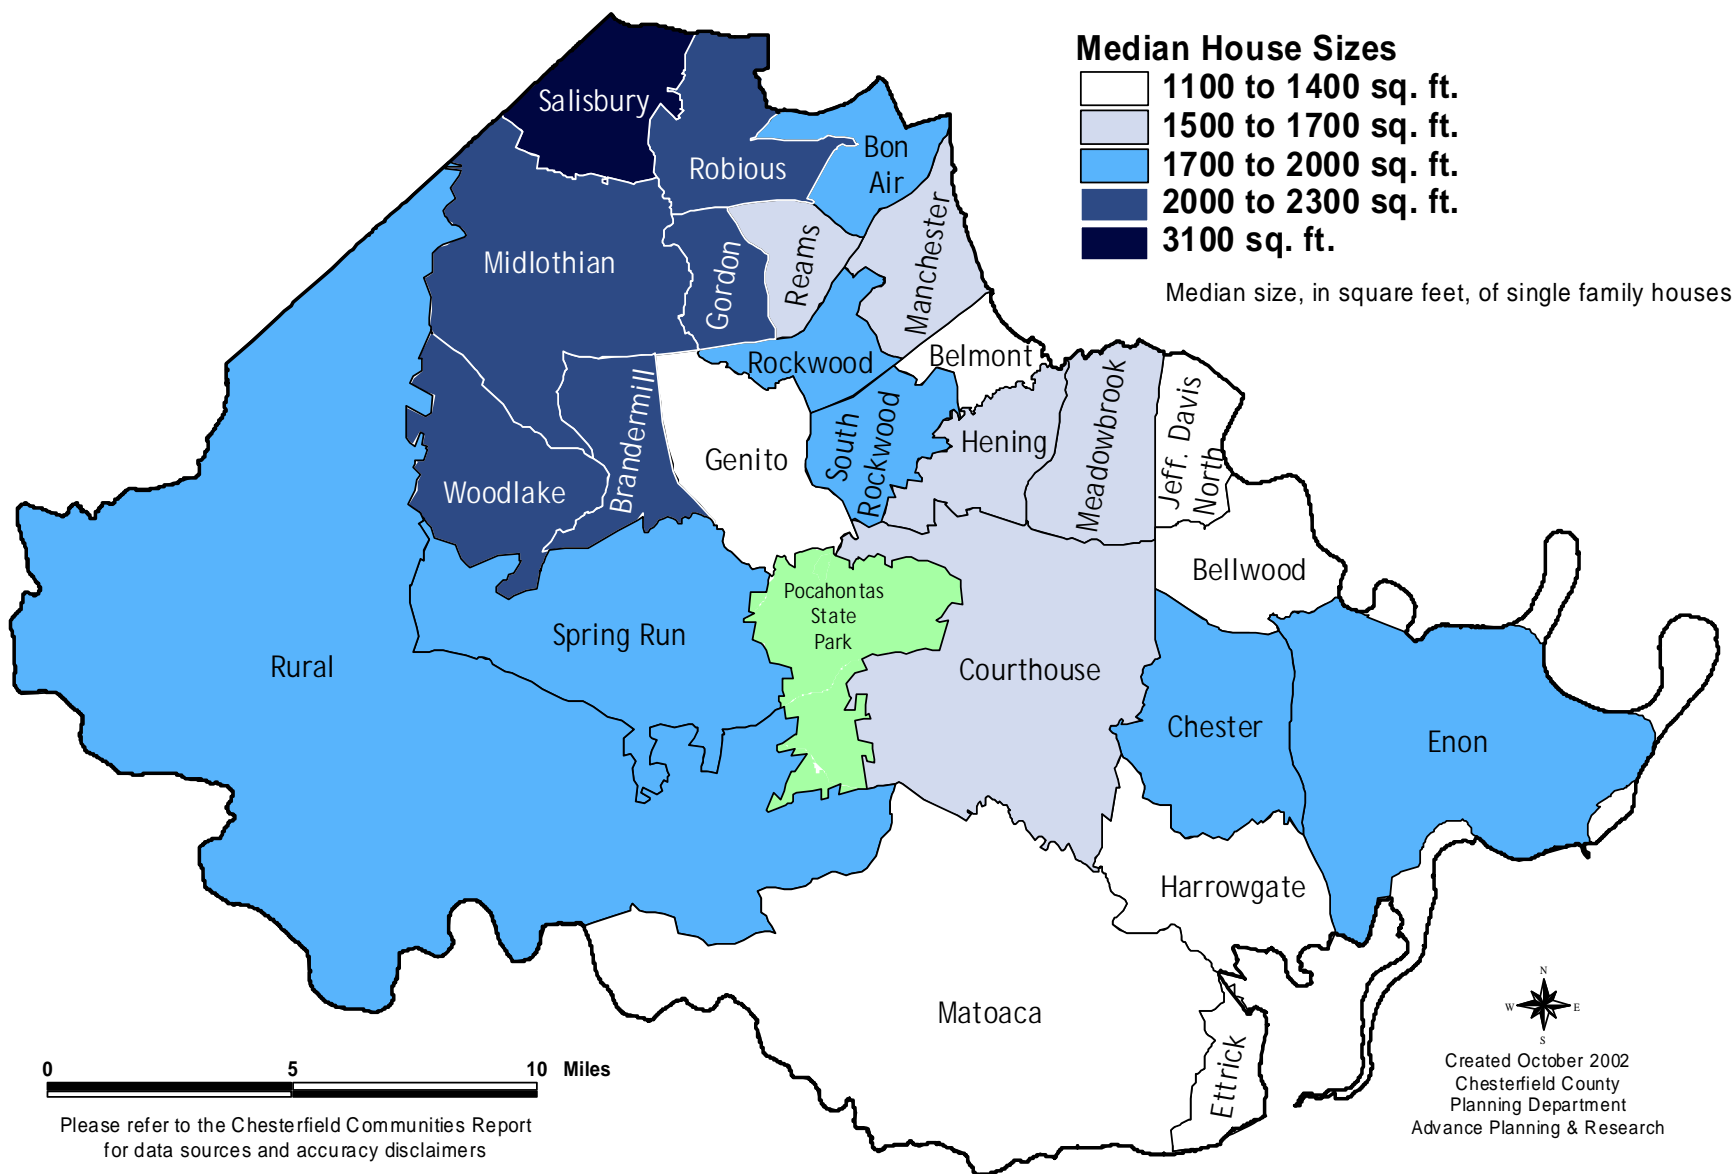 Median House Sizes
1100 to 1400 sq. ft.
1500 to 1700 sq. ft.
1700 to 2000 sq. ft.
2000 to 2300 sq. ft.
3100 sq. ft.
Median size, in square feet, of single family houses
Salisbury
Robious
Bon
Air
Midlothian
Gordon
Reams
Manchester
Rockwood
Belmont
Brandermill
Genito
South
Rockwood
Hening
Meadowbrook
Jeff. Davis
North
Woodlake
Bellwood
Pocahontas
State
Park
Spring Run
Rural
Courthouse
Chester
Enon
Harrowgate
Matoaca
Ettrick
N
W
E
S
0
5
10 Miles
Please refer to the Chesterfield Communities Report
for data sources and accuracy disclaimers
Created October 2002
Chesterfield County
Planning Department
Advance Planning & Research